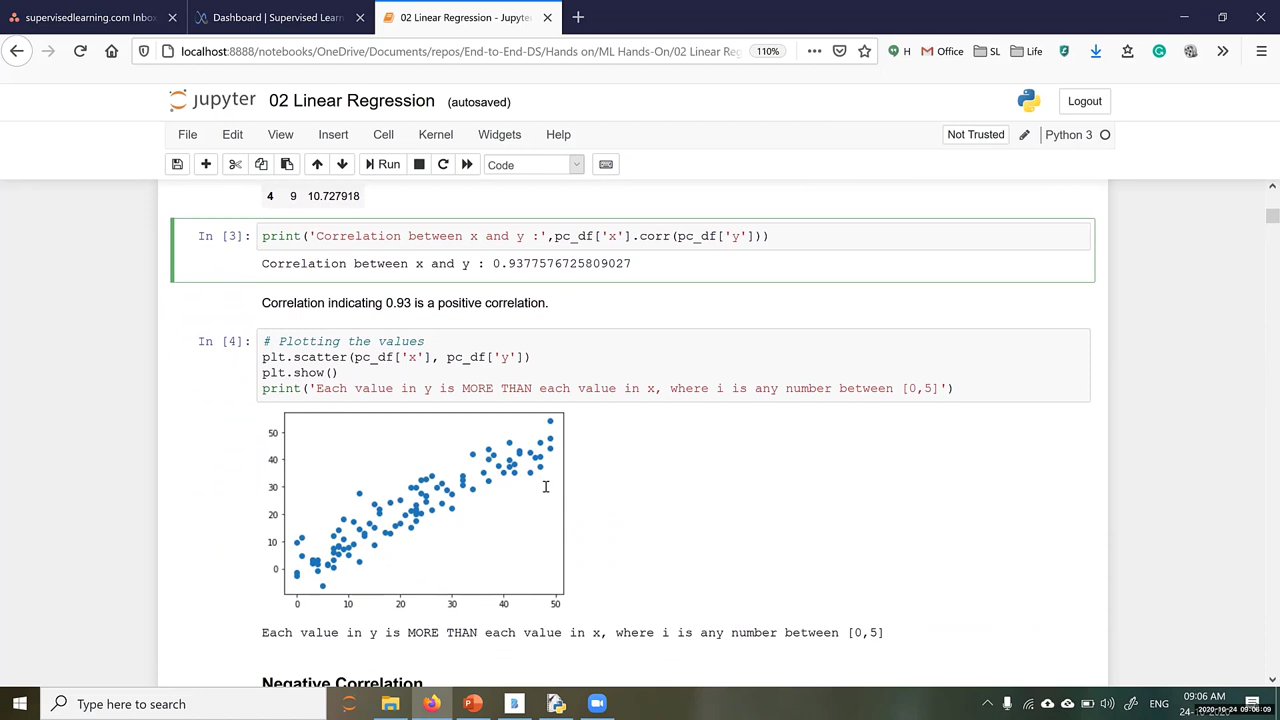 supervisedlearning.com Inbox
Dashboard | Supervised Learni
02 Linear Regression - Jupyter
localhost:8888/notebooks/OneDrive/Documents/repos/End-to-End-DS/Hands on/ML Hands-On/02 Linear Reg
110%
H
Office
SL
Life
jupyter
02 Linear Regression (autosaved)
Logout
File Edit View Insert Cell Kernel Widgets Help
Not Trusted
Python 3
Run
Code
4 9 10.727918
In [3]: print('Correlation between x and y :',pc_df['x'].corr(pc_df['y']))
Correlation between x and y : 0.9377576725809027
Correlation indicating 0.93 is a positive correlation.
In [4]: # Plotting the values
plt.scatter(pc_df['x'], pc_df['y'])
plt.show()
print('Each value in y is MORE THAN each value in x, where i is any number between [0,5]')
50
40
30
20
10
0
0 10 20 30 40 50
Each value in y is MORE THAN each value in x, where i is any number between [0,5]
Negative Correlation
Type here to search
09:06 AM
2020-10-24 09:08:09